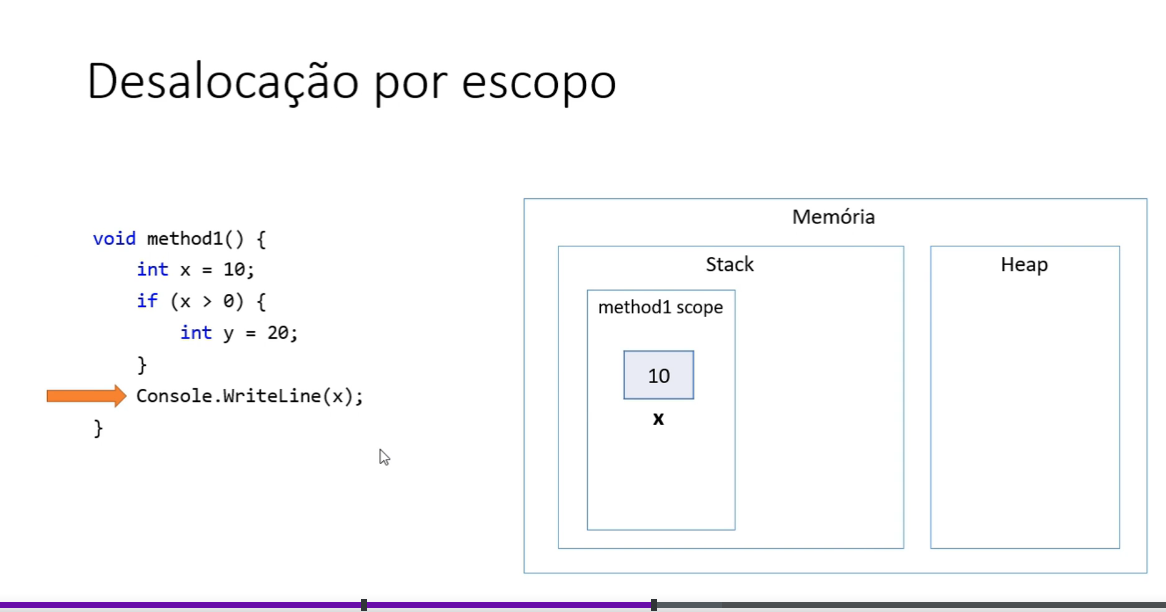 Desalocação por escopo
void method1() {
int x = 10;
if (x > 0) {
int y = 20;
}
Console.WriteLine(x);
}
Memória
Stack
Heap
method1 scope
10
x